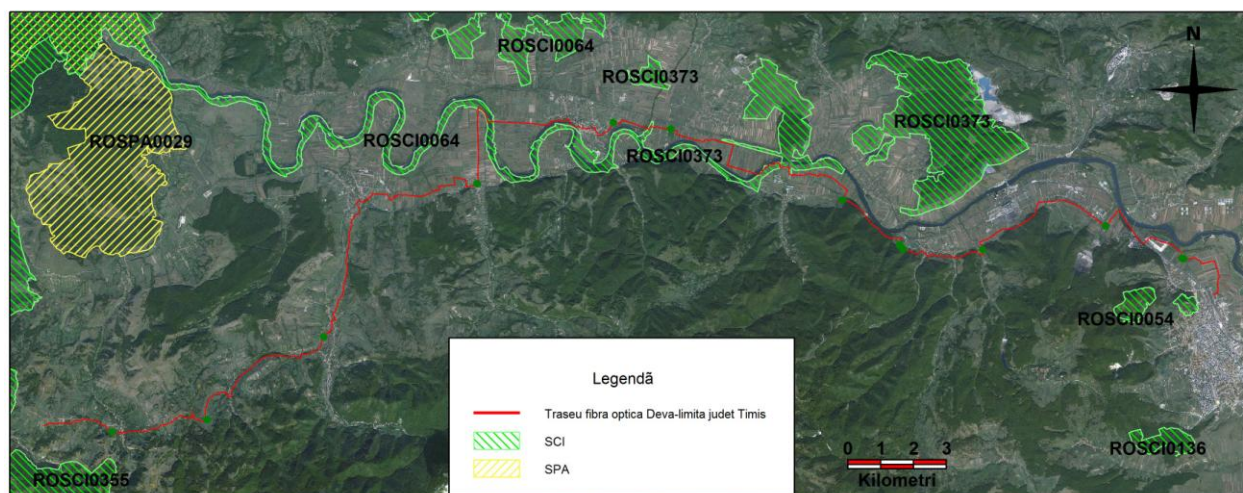 ROSCI0064
N
ROSCI0373
ROSCI0373
ROSPA0029
ROSCI0064
ROSCI0373
ROSCI0054
Legendã
Traseu fibra optica Deva-limita judet Timis
SCI
SPA
0 1 2 3
Kilometri
ROSCI0136
ROSCI0355